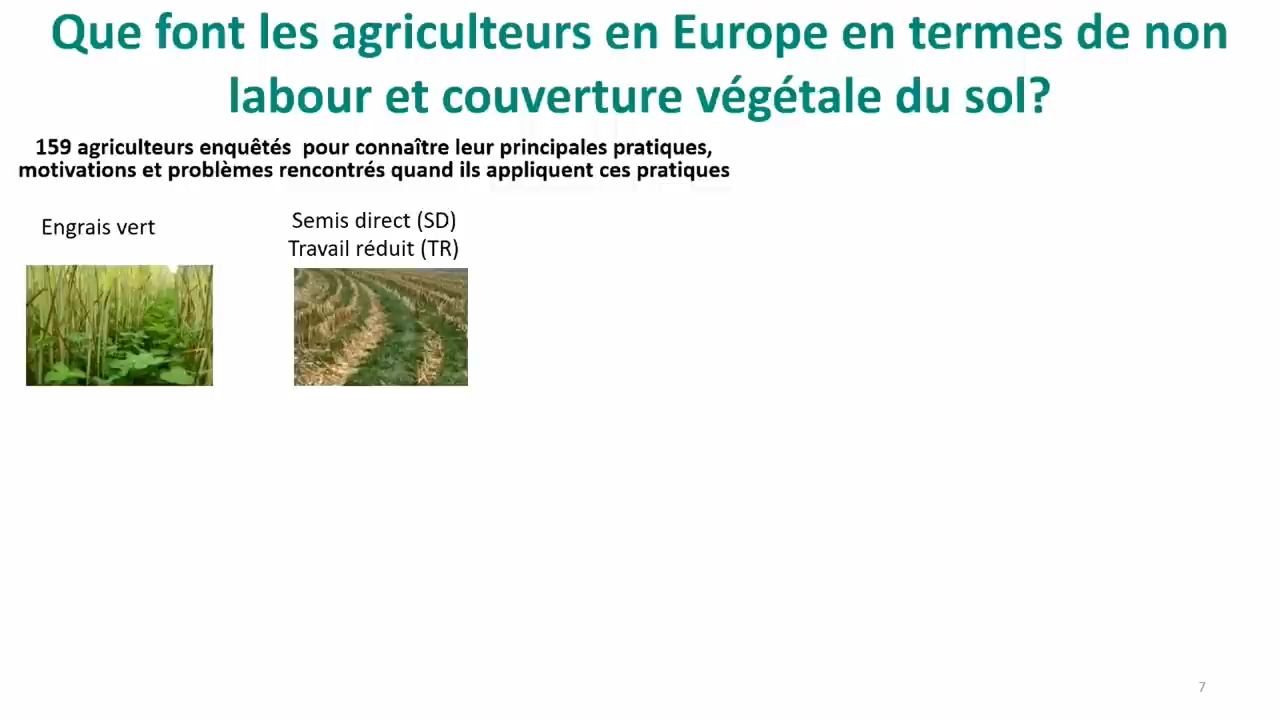 Que font les agriculteurs en Europe en termes de non
labour et couverture végétale du sol?
159 agriculteurs enquêtés  pour connaître leur principales pratiques,
motivations et problèmes rencontrés quand ils appliquent ces pratiques
Engrais vert
Semis direct (SD)
Travail réduit (TR)
7